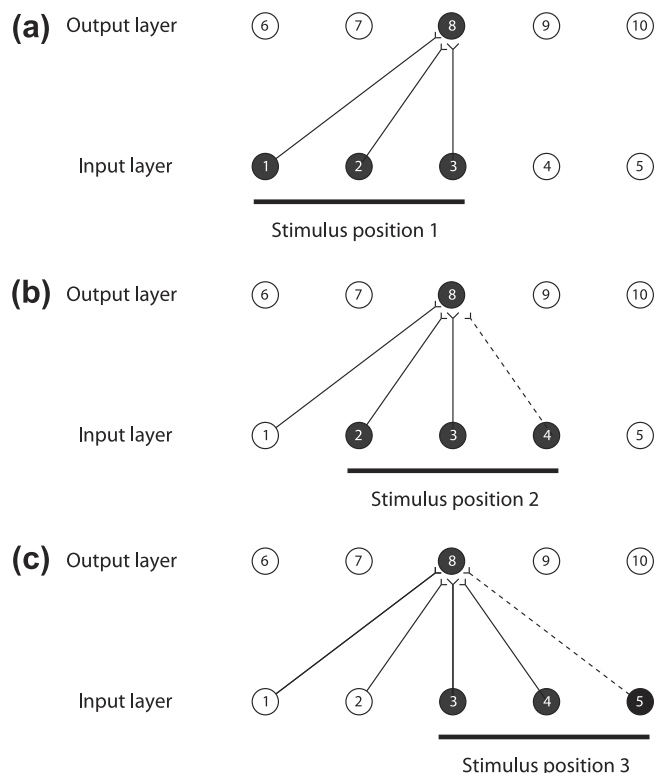 (a) Output layer 6 7 8 9 10
Input layer 1 2 3 4 5
Stimulus position 1
(b) Output layer 6 7 8 9 10
Input layer 1 2 3 4 5
Stimulus position 2
(c) Output layer 6 7 8 9 10
Input layer 1 2 3 4 5
Stimulus position 3